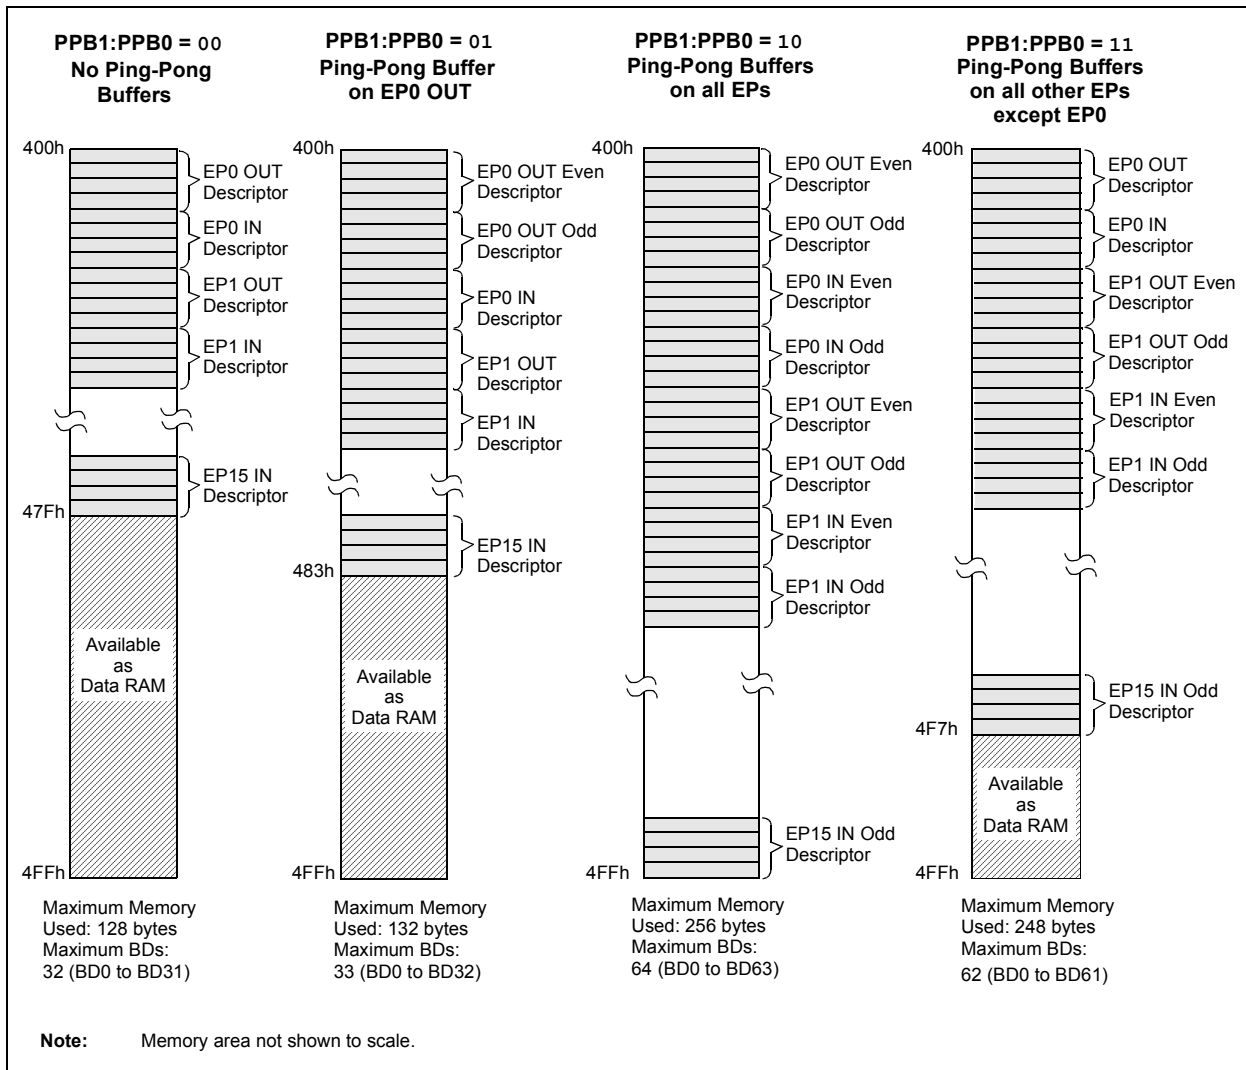 PPB1:PPB0 = 00
No Ping-Pong
Buffers
400h
EP0 OUT
Descriptor
EP0 IN
Descriptor
EP1 OUT
Descriptor
EP1 IN
Descriptor
EP15 IN
Descriptor
47Fh
Available
as
Data RAM
4FFh
Maximum Memory
Used: 128 bytes
Maximum BDs:
32 (BD0 to BD31)
PPB1:PPB0 = 01
Ping-Pong Buffer
on EP0 OUT
400h
EP0 OUT Even
Descriptor
EP0 OUT Odd
Descriptor
EP0 IN
Descriptor
EP1 OUT
Descriptor
EP1 IN
Descriptor
EP15 IN
Descriptor
483h
Available
as
Data RAM
4FFh
Maximum Memory
Used: 132 bytes
Maximum BDs:
33 (BD0 to BD32)
PPB1:PPB0 = 10
Ping-Pong Buffers
on all EPs
400h
EP0 OUT Even
Descriptor
EP0 OUT Odd
Descriptor
EP0 IN Even
Descriptor
EP0 IN Odd
Descriptor
EP1 OUT Even
Descriptor
EP1 OUT Odd
Descriptor
EP1 IN Even
Descriptor
EP1 IN Odd
Descriptor
EP15 IN Odd
Descriptor
4FFh
Maximum Memory
Used: 256 bytes
Maximum BDs:
64 (BD0 to BD63)
PPB1:PPB0 = 11
Ping-Pong Buffers
on all other EPs
except EP0
400h
EP0 OUT
Descriptor
EP0 IN
Descriptor
EP1 OUT Even
Descriptor
EP1 OUT Odd
Descriptor
EP1 IN Even
Descriptor
EP1 IN Odd
Descriptor
EP15 IN Odd
Descriptor
4F7h
Available
as
Data RAM
4FFh
Maximum Memory
Used: 248 bytes
Maximum BDs:
62 (BD0 to BD61)
Note: Memory area not shown to scale.